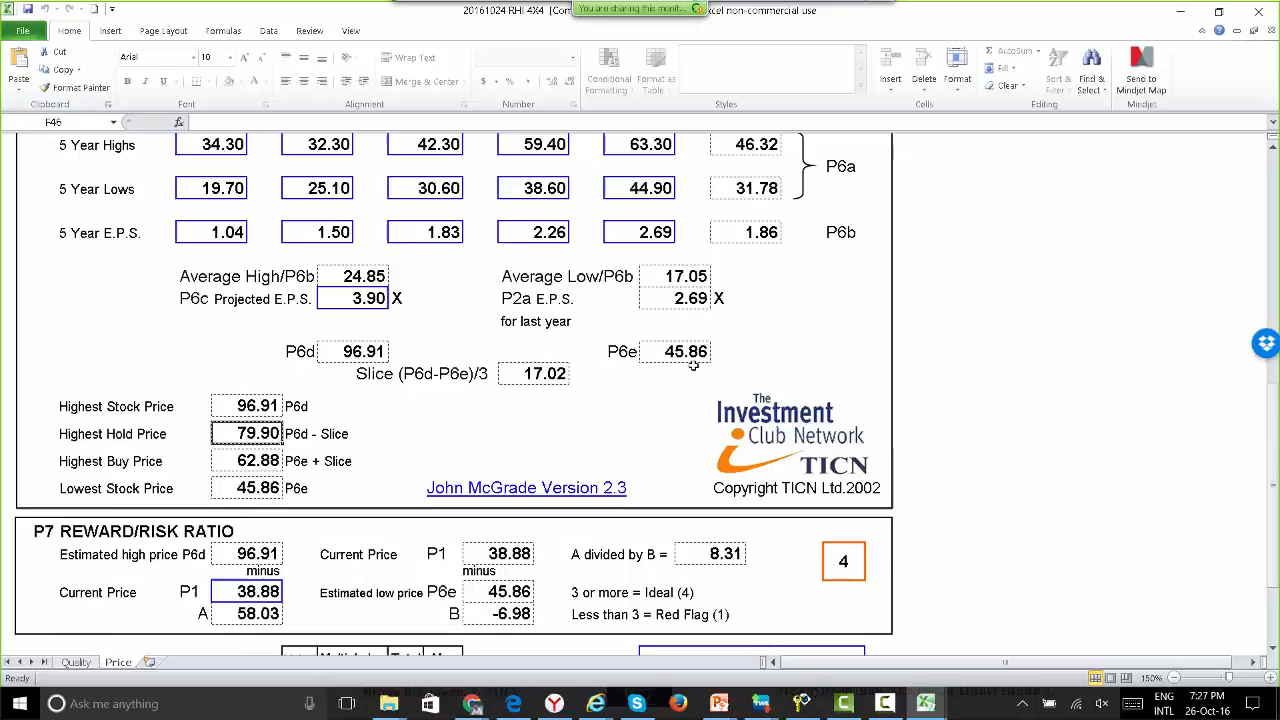 20161024 RHI 4X4 [Com
You are sharing this monit...
xcel non-commercial use
File
Home
Insert
Page Layout
Formulas
Data
Review
View
Paste
Cut
Copy
Format Painter
Clipboard
Arial
10
B I U
Font
Wrap Text
Merge & Center
Alignment
$ % ,
Number
Conditional Formatting
Format as Table
Styles
Insert
Delete
Format
Cells
AutoSum
Fill
Clear
Sort & Filter
Find & Select
Editing
Send to Mindjet Map
Mindjet
F46
fx
5 Year Highs 34.30 32.30 42.30 59.40 63.30 46.32
P6a
5 Year Lows 19.70 25.10 30.60 38.60 44.90 31.78
5 Year E.P.S. 1.04 1.50 1.83 2.26 2.69 1.86 P6b
Average High/P6b 24.85 Average Low/P6b 17.05
P6c Projected E.P.S. 3.90 X P2a E.P.S. 2.69 X
for last year
P6d 96.91 P6e 45.86
Slice (P6d-P6e)/3 17.02
Highest Stock Price 96.91 P6d
Highest Hold Price 79.90 P6d - Slice
Highest Buy Price 62.88 P6e + Slice
Lowest Stock Price 45.86 P6e
John McGrade Version 2.3
The
Investment
Club Network
TICN
Copyright TICN Ltd.2002
P7 REWARD/RISK RATIO
Estimated high price P6d 96.91 Current Price P1 38.88 A divided by B = 8.31 4
minus minus
Current Price P1 38.88 Estimated low price P6e 45.86 3 or more = Ideal (4)
A 58.03 B -6.98 Less than 3 = Red Flag (1)
Quality
Price
Ready
150%
Ask me anything
ENG
INTL
7:27 PM
26-Oct-16